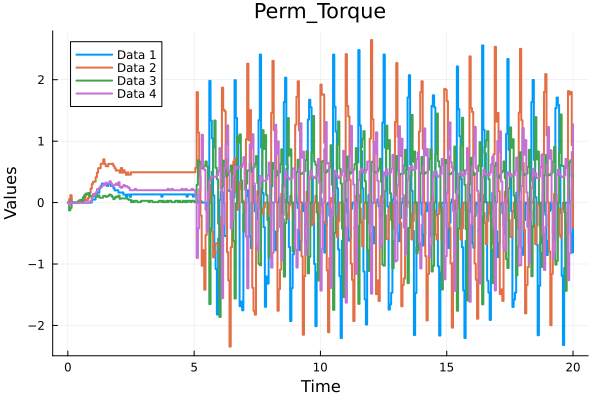 Perm_Torque
Data 1
Data 2
Data 3
Data 4
Values
2
1
0
−1
−2
0
5
10
15
20
Time